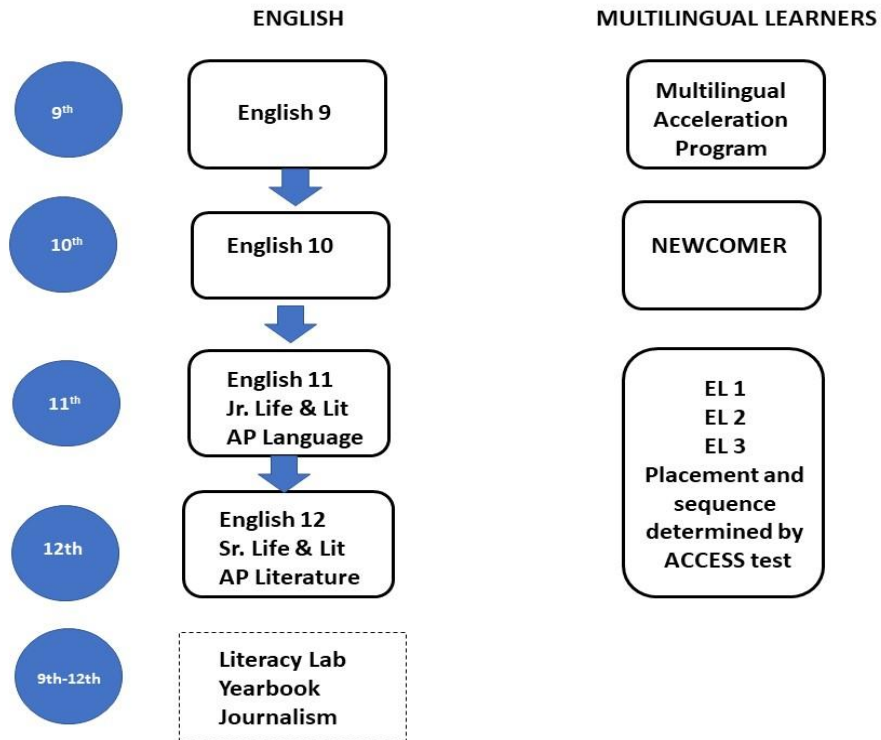 ENGLISH
MULTILINGUAL LEARNERS
9th
English 9
Multilingual
Acceleration
Program
10th
English 10
NEWCOMER
11th
English 11
Jr. Life & Lit
AP Language
EL 1
EL 2
EL 3
Placement and
sequence
determined by
ACCESS test
12th
English 12
Sr. Life & Lit
AP Literature
9th-12th
Literacy Lab
Yearbook
Journalism